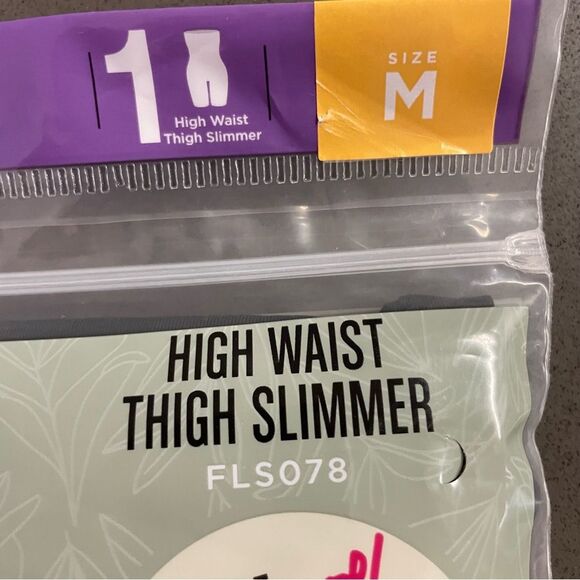 1
High Waist
Thigh Slimmer
SIZE
M
HIGH WAIST
THIGH SLIMMER
FLS078